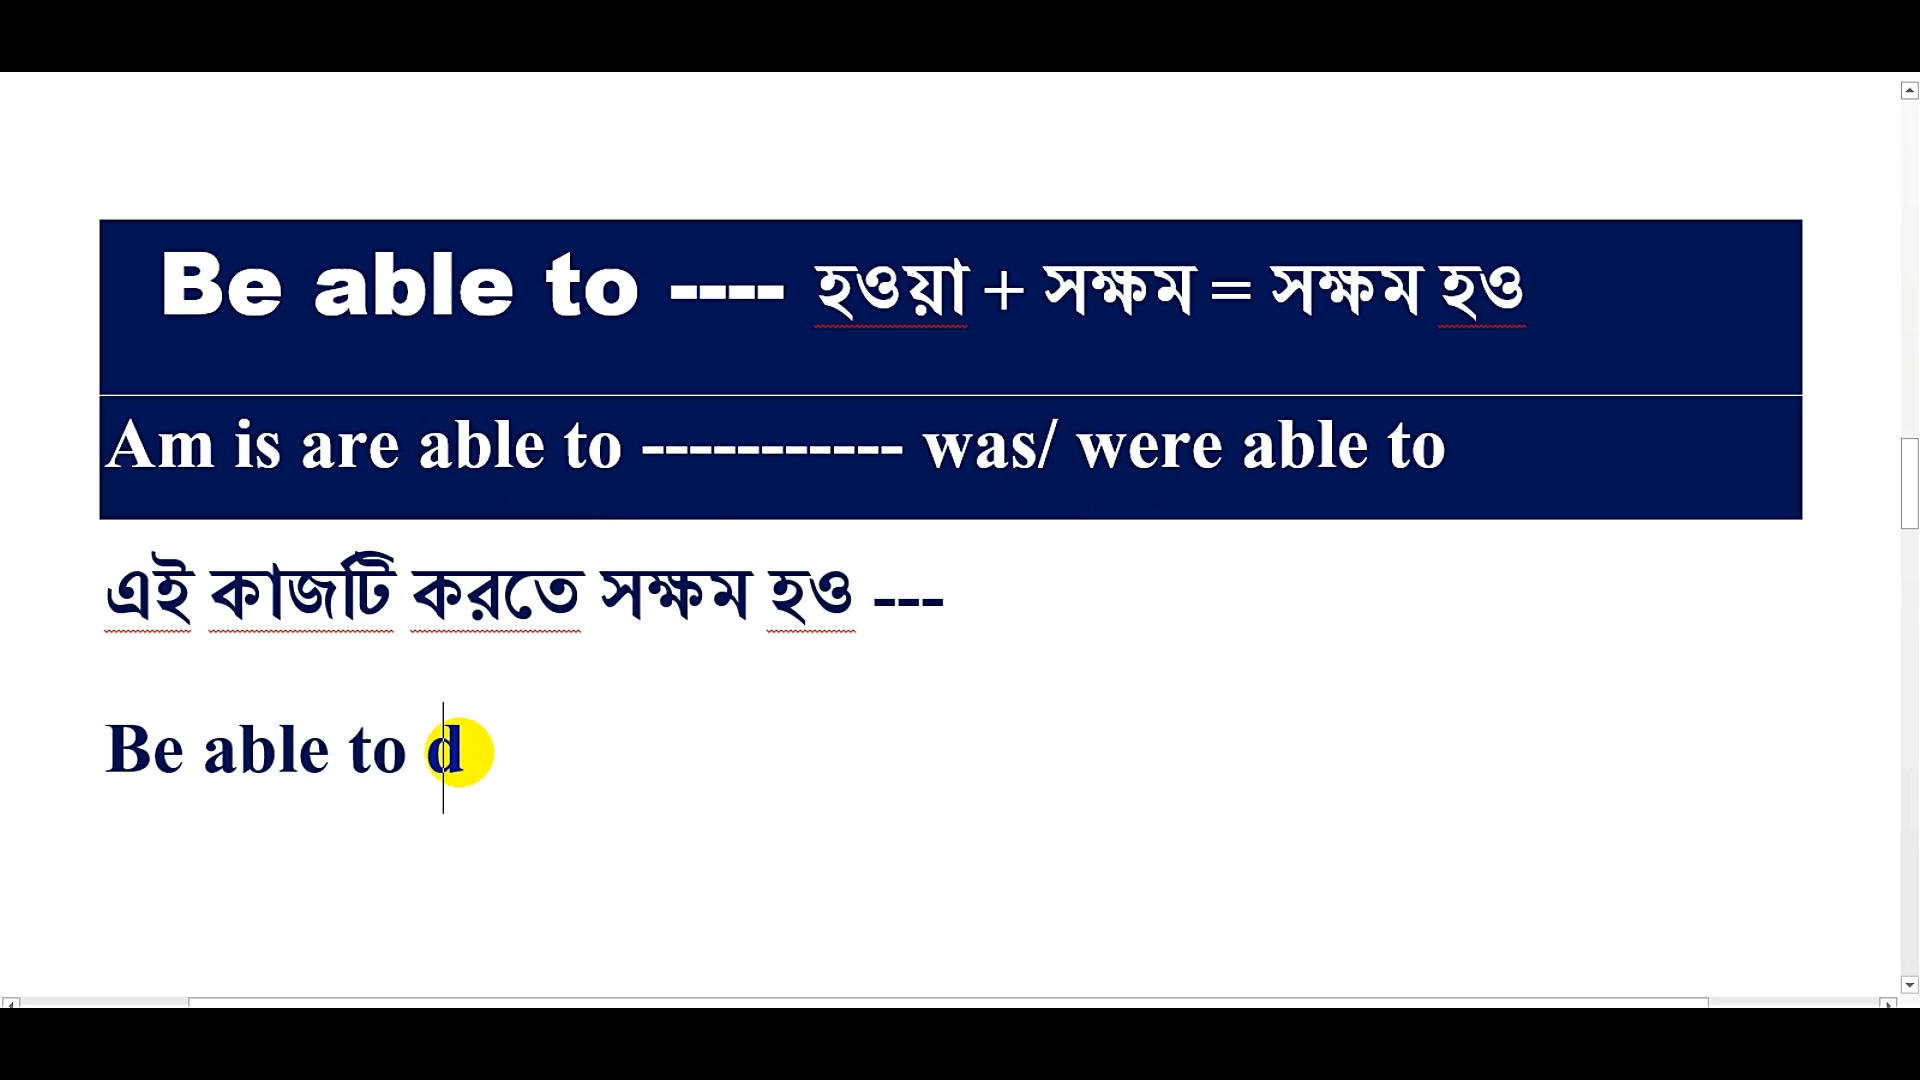 Be able to ---- হওয়া + সক্ষম = সক্ষম হও
Am is are able to ----------- was/ were able to
এই কাজটি করতে সক্ষম হও ---
Be able to d